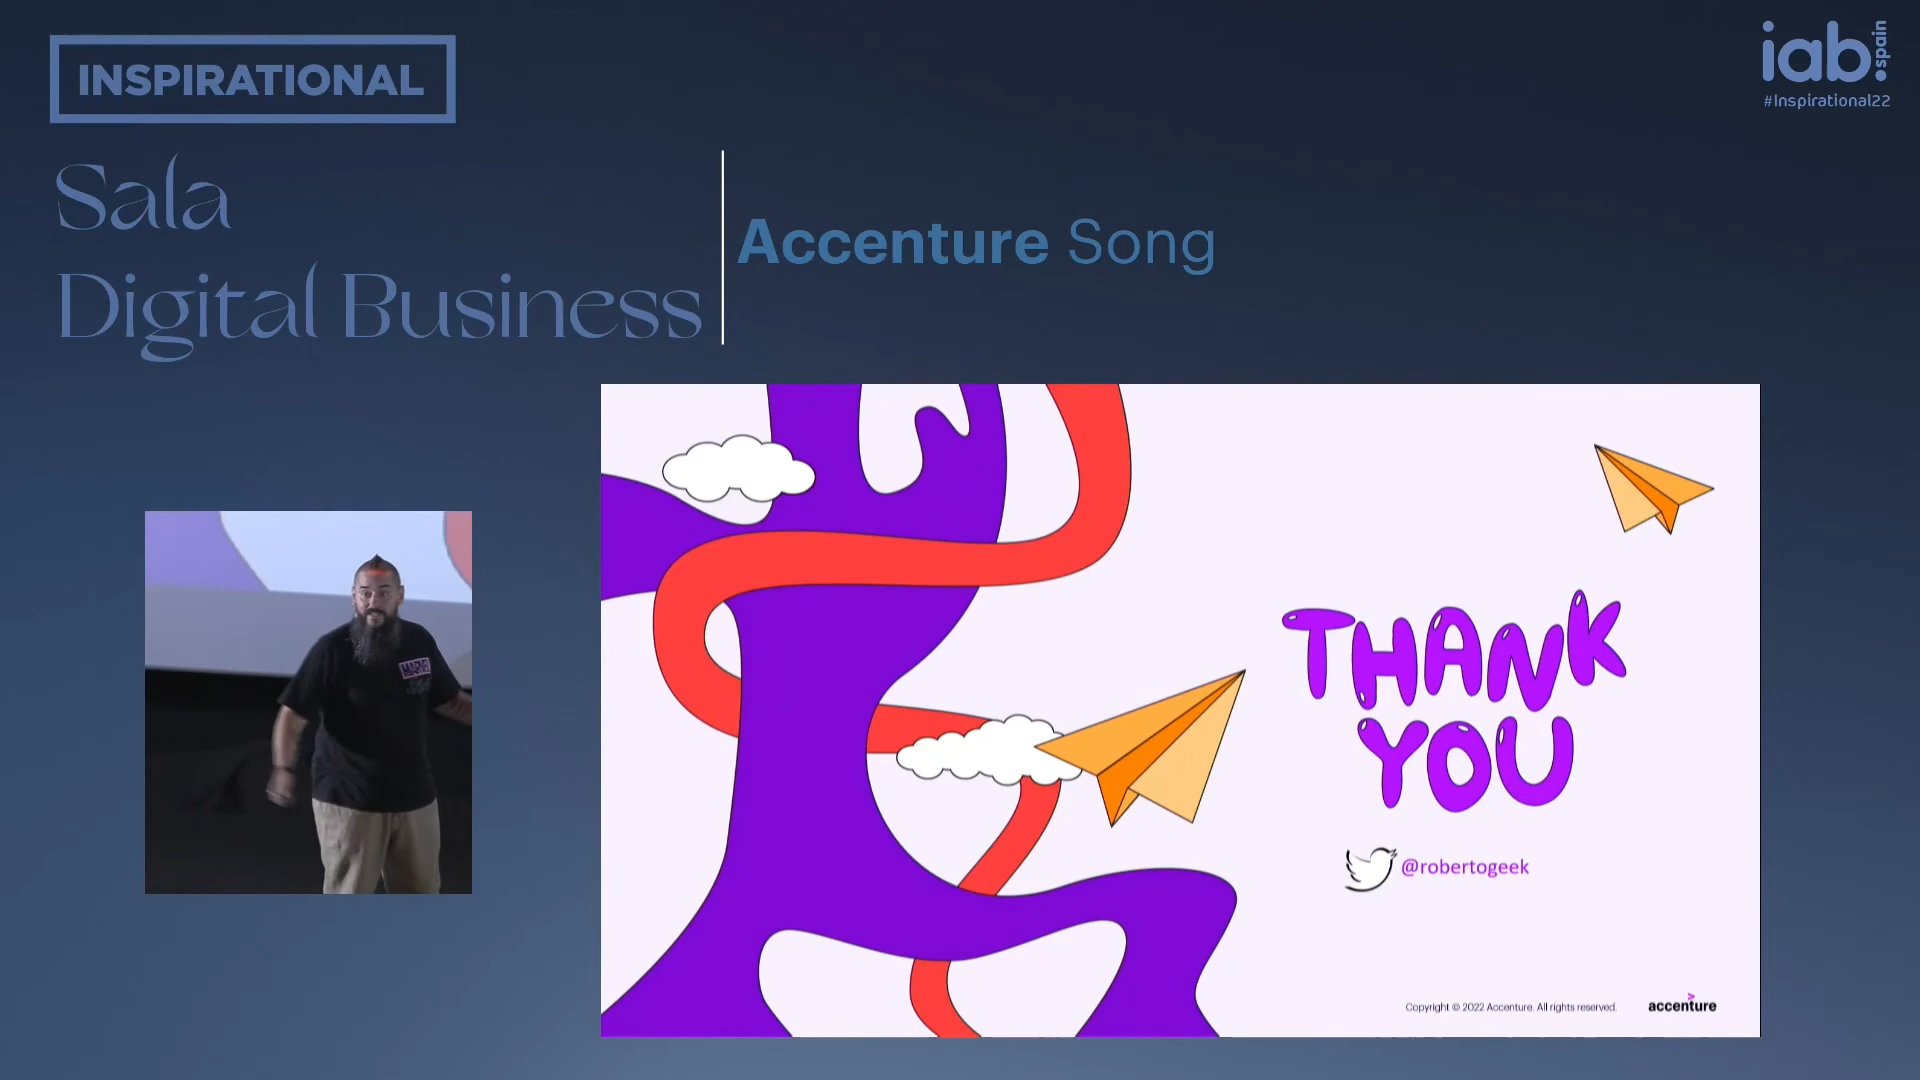 INSPIRATIONAL
iab.spain
#Inspirational22
Sala
Digital Business
Accenture Song
THANK
YOU
@robertogeek
Copyright © 2022 Accenture. All rights reserved.
accenture